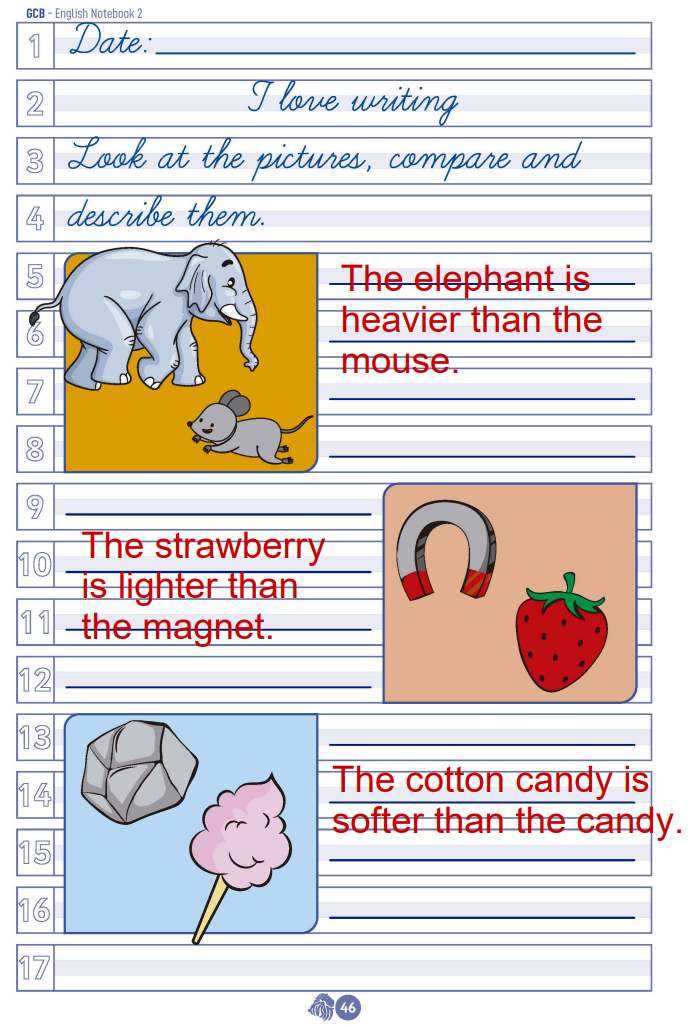 GCB - English Notebook 2
1 Date:
2 I love writing
3 Look at the pictures, compare and
4 describe them.
5
The elephant is
6
heavier than the
mouse.
7
8
9
The strawberry
10
is lighter than
11
the magnet.
12
13
The cotton candy is
14
softer than the candy.
15
16
17
46